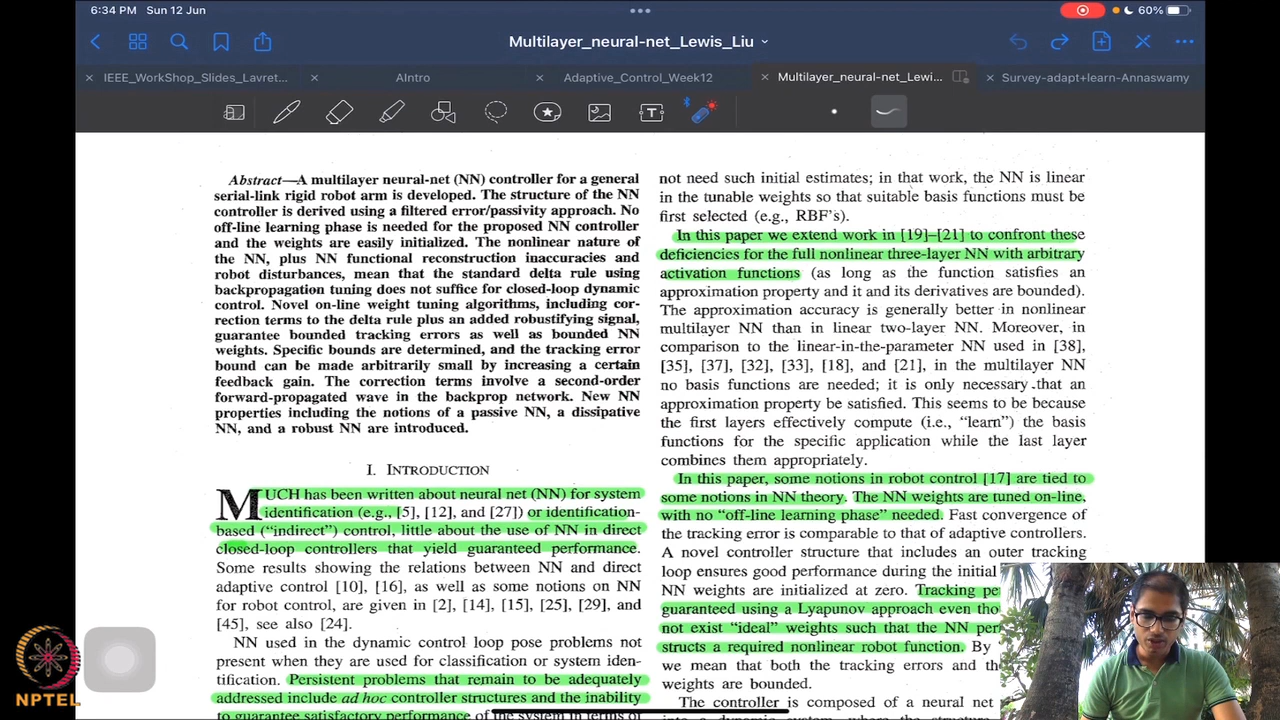 6:34 PM Sun 12 Jun
60%
Multilayer_neural-net_Lewis_Liu
IEEE_WorkShop_Slides_Lavret...
AIntro
Adaptive_Control_Week12
Multilayer_neural-net_Lewi...
Survey-adapt+learn-Annaswamy
Abstract—A multilayer neural-net (NN) controller for a general
serial-link rigid robot arm is developed. The structure of the NN
controller is derived using a filtered error/passivity approach. No
off-line learning phase is needed for the proposed NN controller
and the weights are easily initialized. The nonlinear nature of
the NN, plus NN functional reconstruction inaccuracies and
robot disturbances, mean that the standard delta rule using
backpropagation tuning does not suffice for closed-loop dynamic
control. Novel on-line weight tuning algorithms, including cor-
rection terms to the delta rule plus an added robustifying signal,
guarantee bounded tracking errors as well as bounded NN
weights. Specific bounds are determined, and the tracking error
bound can be made arbitrarily small by increasing a certain
feedback gain. The correction terms involve a second-order
forward-propagated wave in the backprop network. New NN
properties including the notions of a passive NN, a dissipative
NN, and a robust NN are introduced.
I. INTRODUCTION
MUCH has been written about neural net (NN) for system
identification (e.g., [5], [12], and [27]) or identification-
based ("indirect") control, little about the use of NN in direct
closed-loop controllers that yield guaranteed performance.
Some results showing the relations between NN and direct
adaptive control [10], [16], as well as some notions on NN
for robot control, are given in [2], [14], [15], [25], [29], and
[45], see also [24].
NN used in the dynamic control loop pose problems not
present when they are used for classification or system iden-
tification. Persistent problems that remain to be adequately
addressed include ad hoc controller structures and the inability
to guarantee satisfactory performance of the system in terms of
not need such initial estimates; in that work, the NN is linear
in the tunable weights so that suitable basis functions must be
first selected (e.g., RBF's).
In this paper we extend work in [19]–[21] to confront these
deficiencies for the full nonlinear three-layer NN with arbitrary
activation functions (as long as the function satisfies an
approximation property and it and its derivatives are bounded).
The approximation accuracy is generally better in nonlinear
multilayer NN than in linear two-layer NN. Moreover, in
comparison to the linear-in-the-parameter NN used in [38],
[35], [37], [32], [33], [18], and [21], in the multilayer NN
no basis functions are needed; it is only necessary that an
approximation property be satisfied. This seems to be because
the first layers effectively compute (i.e., "learn") the basis
functions for the specific application while the last layer
combines them appropriately.
In this paper, some notions in robot control [17] are tied to
some notions in NN theory. The NN weights are tuned on-line,
with no "off-line learning phase" needed. Fast convergence of
the tracking error is comparable to that of adaptive controllers.
A novel controller structure that includes an outer tracking
loop ensures good performance during the initial
NN weights are initialized at zero. Tracking pe
guaranteed using a Lyapunov approach even tho
not exist "ideal" weights such that the NN per
structs a required nonlinear robot function. By
we mean that both the tracking errors and th
weights are bounded.
The controller is composed of a neural net
NPTEL